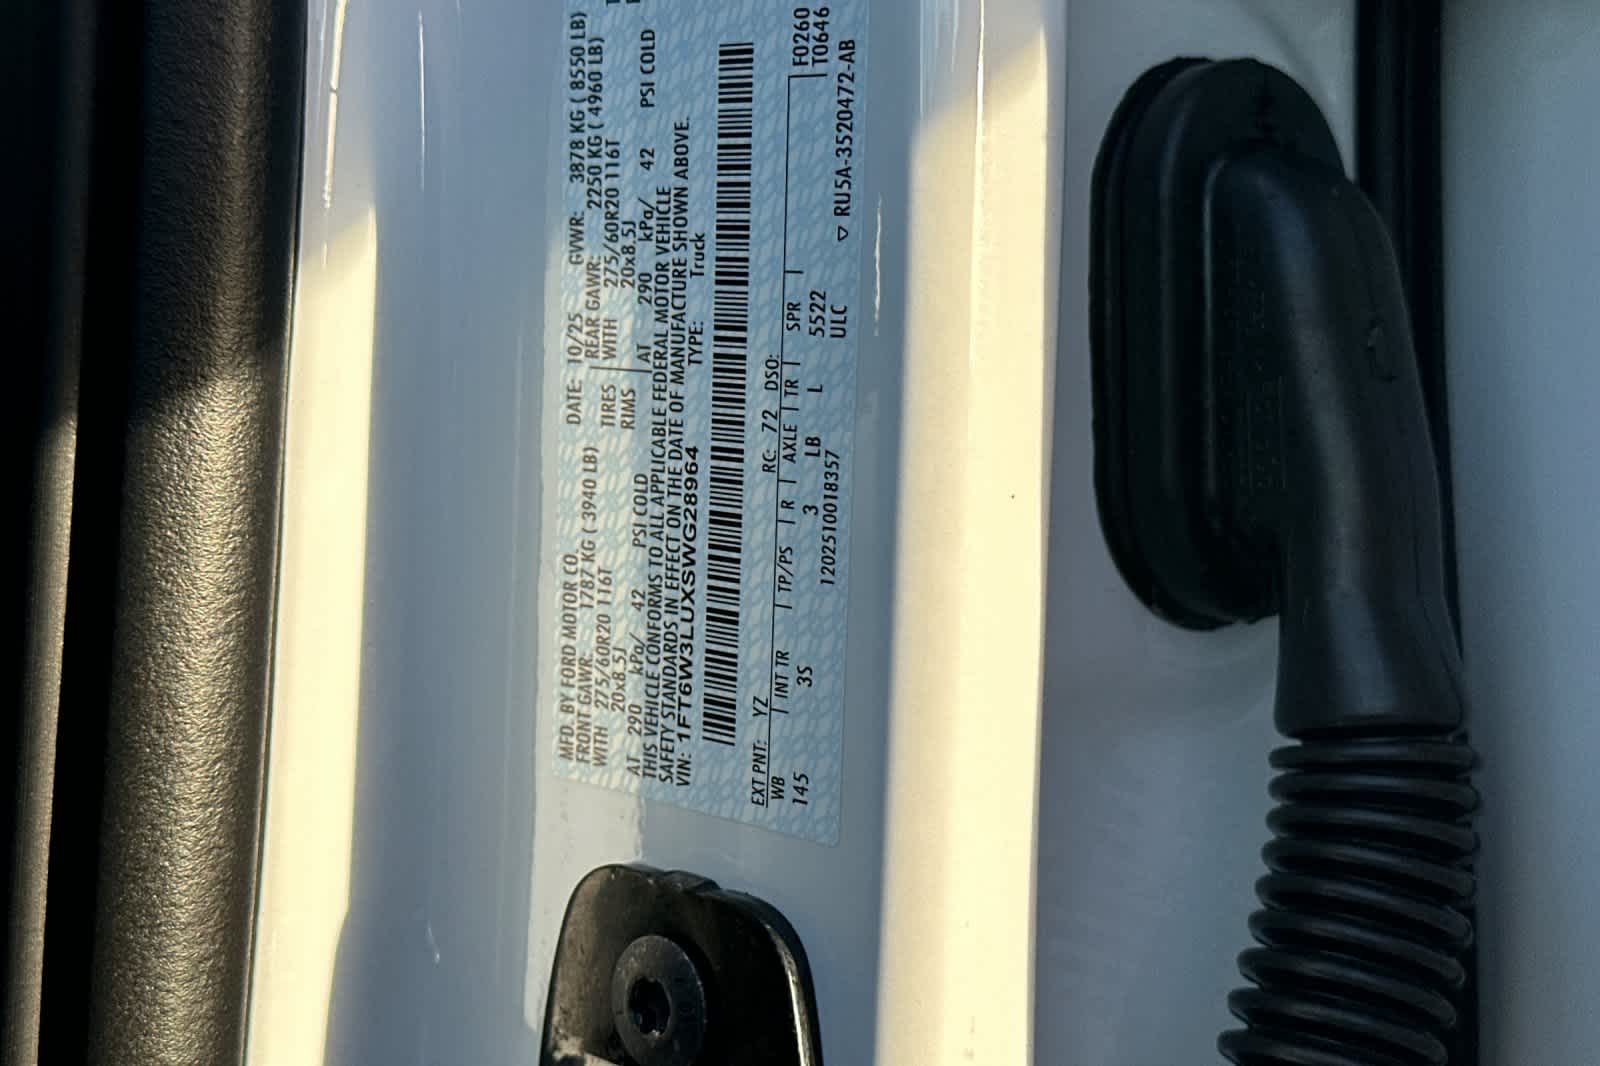 MFD. BY FORD MOTOR CO. DATE: 10/25 GVWR: 3878 KG ( 8550 LB)
FRONT GAWR: 1787 KG ( 3940 LB) REAR GAWR: 2250 KG ( 4960 LB)
WITH 275/60R20 116T TIRES WITH 275/60R20 116T
20x8.5J RIMS 20x8.5J
AT 290 kPa/ 42 PSI COLD AT 290 kPa/ 42 PSI COLD
THIS VEHICLE CONFORMS TO ALL APPLICABLE FEDERAL MOTOR VEHICLE
SAFETY STANDARDS IN EFFECT ON THE DATE OF MANUFACTURE SHOWN ABOVE.
VIN: 1FT6W3LUXSWG28964 TYPE: Truck
EXT PNT: YZ RC: 72 DSO: F0260
WB INT TR TP/PS R AXLE TR SPR T0646
145 3S 3 LB L 5522
1202510018357 ULC ▽ RU5A-3520472-AB